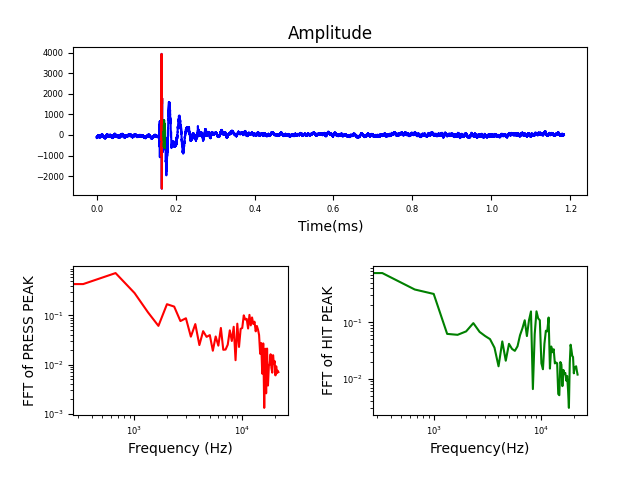 Amplitude
4000
3000
2000
1000
0
−1000
−2000
0.0 0.2 0.4 0.6 0.8 1.0 1.2
Time(ms)
FFT of PRESS PEAK
10⁻¹
10⁻²
10⁻³
10³ 10⁴
Frequency (Hz)
FFT of HIT PEAK
10⁻¹
10⁻²
10³ 10⁴
Frequency(Hz)